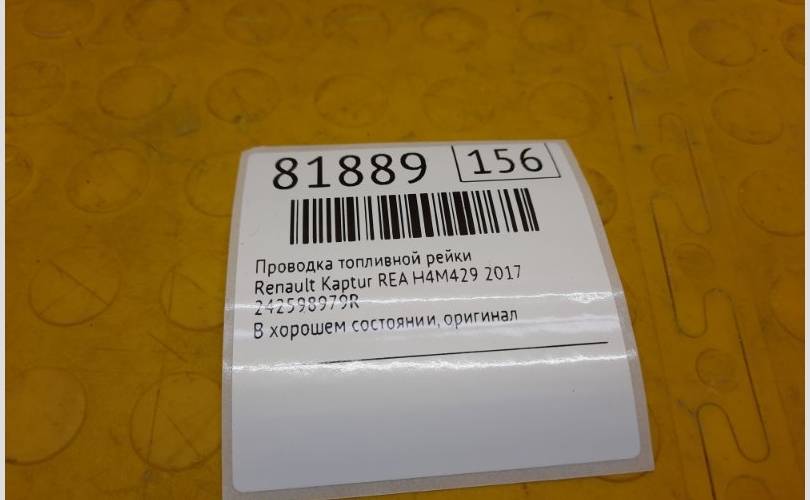 81889 156
Проводка топливной рейки
Renault Kaptur REA H4M429 2017
242598979R
В хорошем состоянии, оригинал